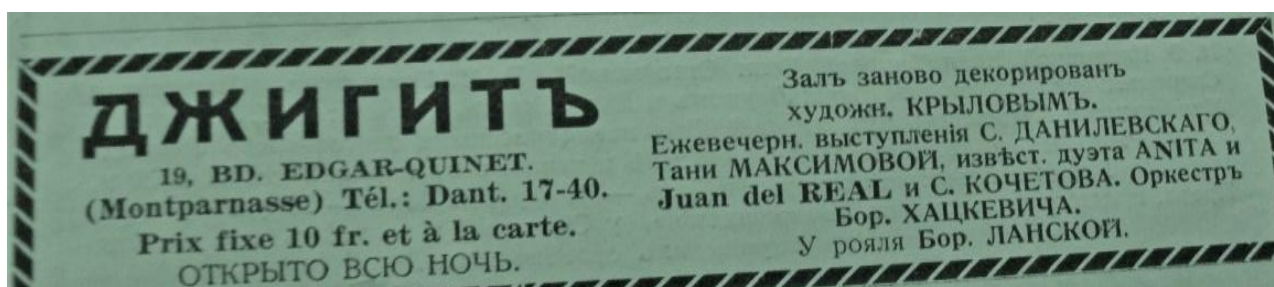 ДЖИГИТЪ
19, BD. EDGAR-QUINET.
(Montparnasse) Tél.: Dant. 17-40.
Prix fixe 10 fr. et à la carte.
ОТКРЫТО ВСЮ НОЧЬ.
Залъ заново декорированъ
художн. КРЫЛОВЫМЪ.
Ежевечерн. выступленія С. ДАНИЛЕВСКАГО,
Тани МАКСИМОВОЙ, извѣст. дуэта ANITA и
Juan del REAL и С. КОЧЕТОВА. Оркестръ
Бор. ХАЦКЕВИЧА.
У рояля Бор. ЛАНСКОЙ.